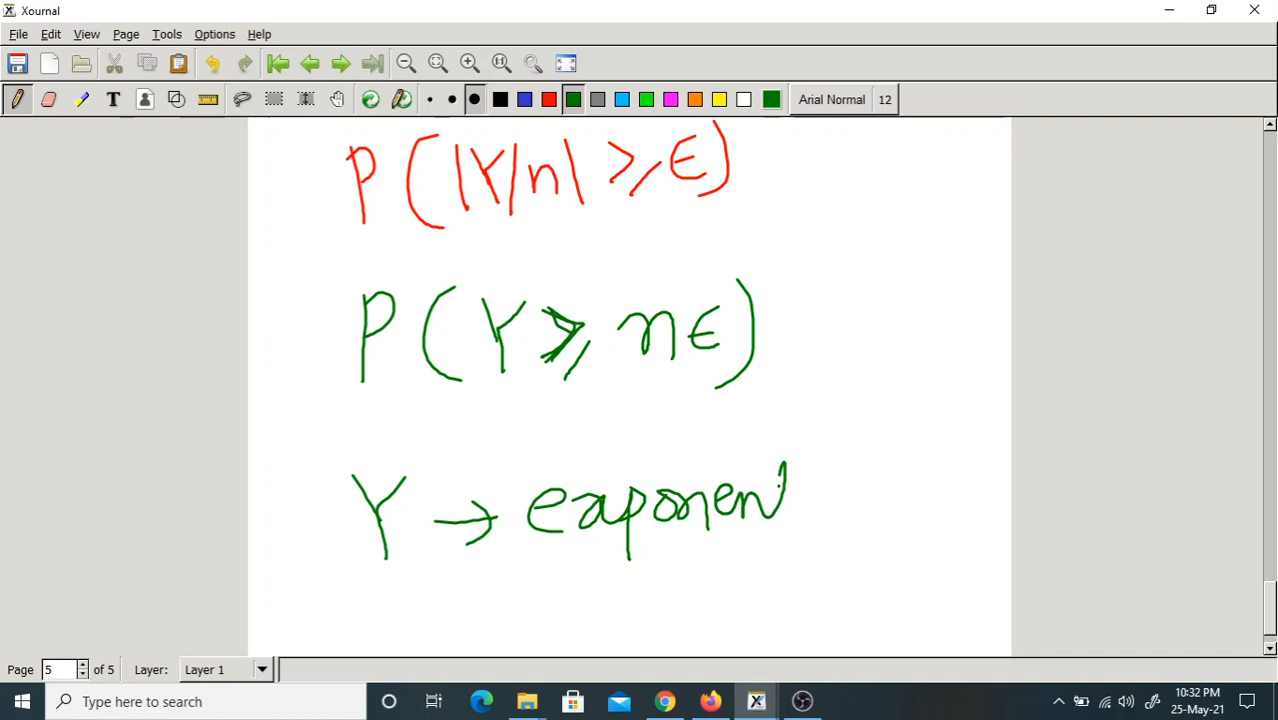 Xournal
File Edit View Page Tools Options Help
Arial Normal 12
P(|Y|n| ⩾ ϵ)
P(Y ⩾ nϵ)
Y → exponent
Page 5 of 5 Layer: Layer 1
Type here to search
10:32 PM
25-May-21